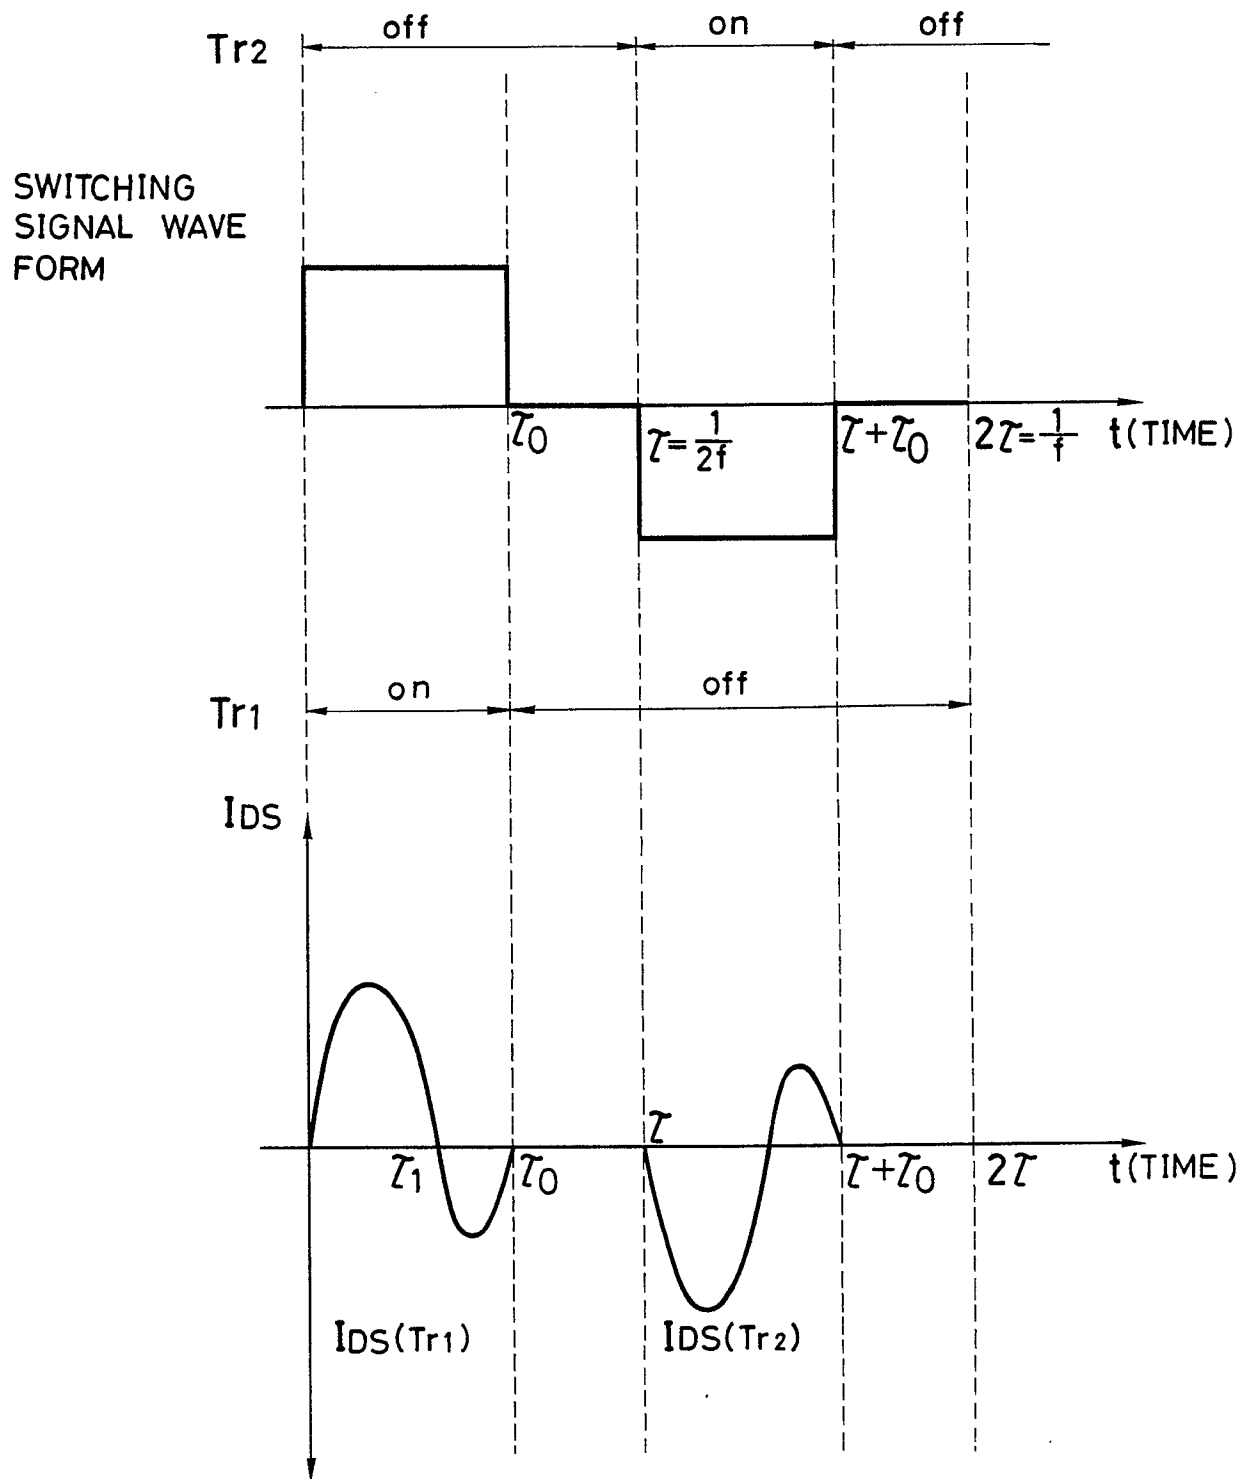 off on off
Tr2
SWITCHING
SIGNAL WAVE
FORM
τ0 τ=1/2f τ+τ0 2τ=1/f t(TIME)
on off
Tr1
IDS
τ
τ1 τ0 τ+τ0 2τ t(TIME)
IDS(Tr1) IDS(Tr2)